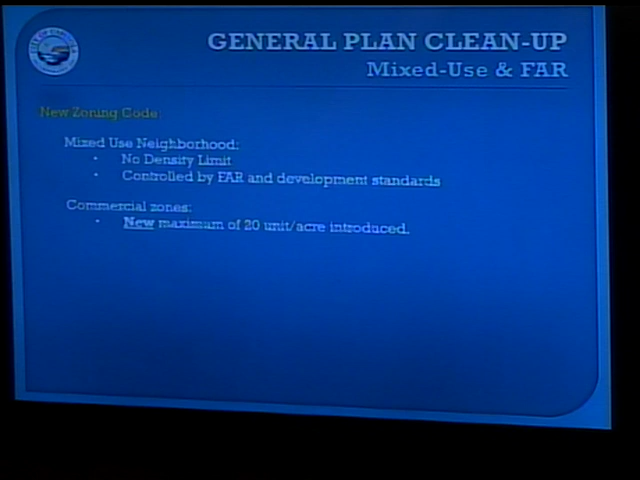 GENERAL PLAN CLEAN-UP
Mixed-Use & FAR
New Zoning Code:
Mixed Use Neighborhood:
• No Density Limit
• Controlled by FAR and development standards
Commercial zones:
• New maximum of 20 unit/acre introduced.